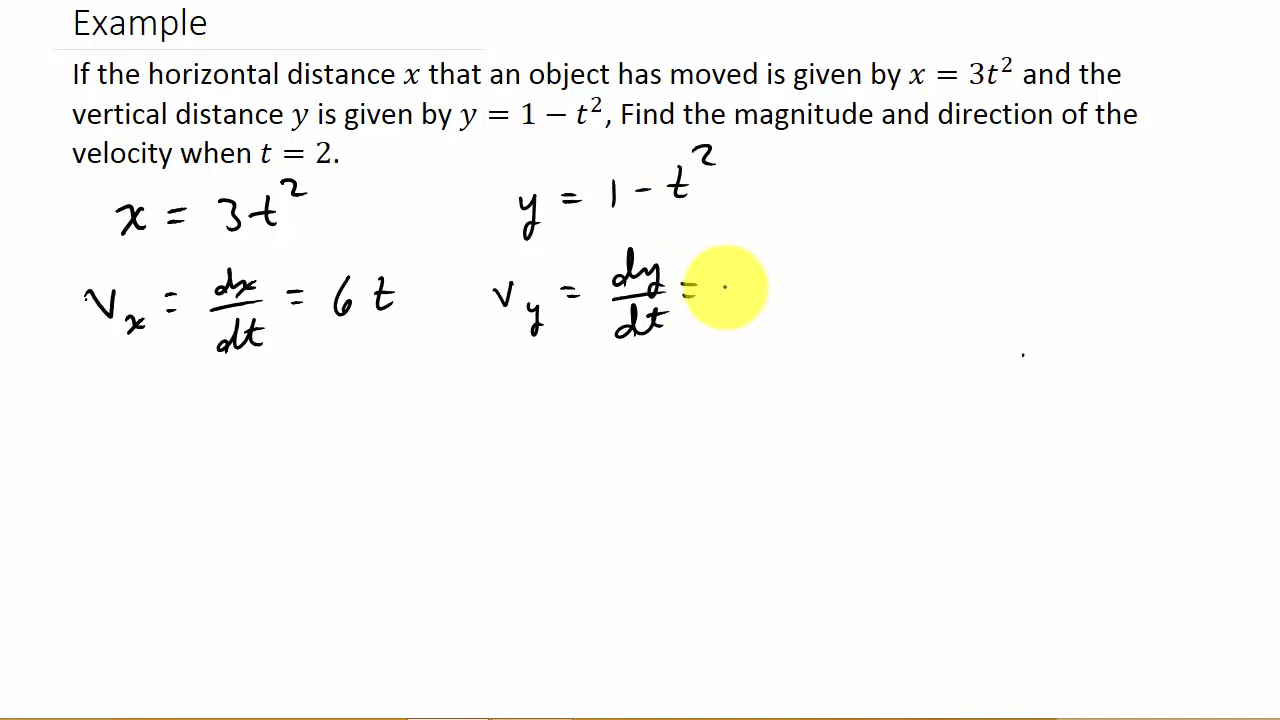 Example
If the horizontal distance x that an object has moved is given by x = 3t² and the
vertical distance y is given by y = 1 − t², Find the magnitude and direction of the
velocity when t = 2.
x = 3t²
y = 1 - t²
Vx = dx/dt = 6t
Vy = dy/dt =